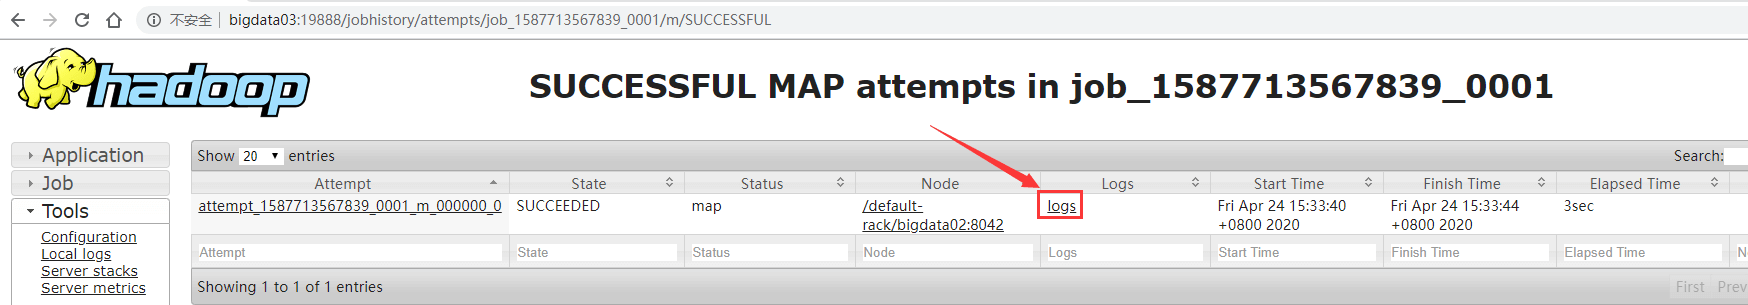 不安全 | bigdata03:19888/jobhistory/attempts/job_1587713567839_0001/m/SUCCESSFUL
hadoop
SUCCESSFUL MAP attempts in job_1587713567839_0001
Application
Job
Tools
Configuration
Local logs
Server stacks
Server metrics
Show 20 entries Search:
Attempt State Status Node Logs Start Time Finish Time Elapsed Time
attempt_1587713567839_0001_m_000000_0 SUCCEEDED map /default- logs Fri Apr 24 15:33:40 Fri Apr 24 15:33:44 3sec
rack/bigdata02:8042 +0800 2020 +0800 2020
Attempt State Status Node Logs Start Time Finish Time Elapsed Time
Showing 1 to 1 of 1 entries First